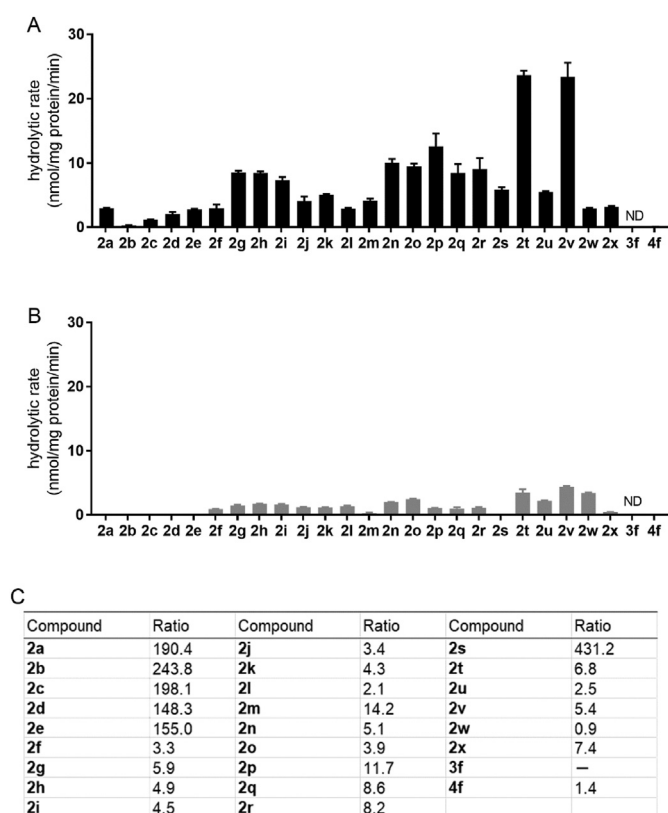 A
hydrolytic rate
(nmol/mg protein/min)
30
20
10
0
ND
2a 2b 2c 2d 2e 2f 2g 2h 2i 2j 2k 2l 2m 2n 2o 2p 2q 2r 2s 2t 2u 2v 2w 2x 3f 4f
B
hydrolytic rate
(nmol/mg protein/min)
30
20
10
0
ND
2a 2b 2c 2d 2e 2f 2g 2h 2i 2j 2k 2l 2m 2n 2o 2p 2q 2r 2s 2t 2u 2v 2w 2x 3f 4f
C
Compound Ratio Compound Ratio Compound Ratio
2a 190.4 2j 3.4 2s 431.2
2b 243.8 2k 4.3 2t 6.8
2c 198.1 2l 2.1 2u 2.5
2d 148.3 2m 14.2 2v 5.4
2e 155.0 2n 5.1 2w 0.9
2f 3.3 2o 3.9 2x 7.4
2g 5.9 2p 11.7 3f —
2h 4.9 2q 8.6 4f 1.4
2i 4.5 2r 8.2